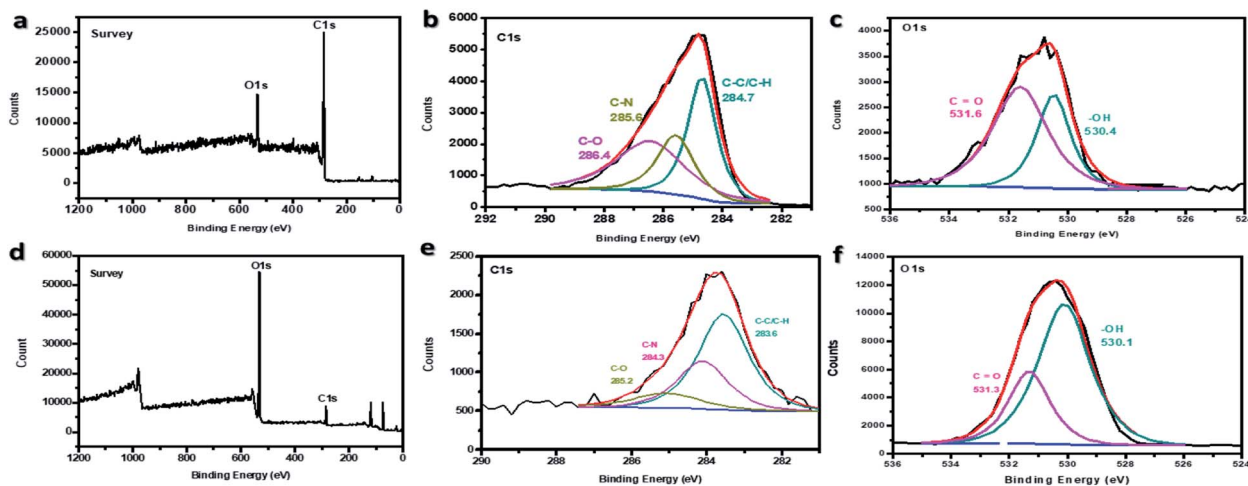 a
Survey
C1s
O1s
Counts
30000
25000
20000
15000
10000
5000
0
1200 1000 800 600 400 200 0
Binding Energy (eV)
b
C1s
C-C/C-H
284.7
C-N
285.6
C-O
286.4
Counts
6000
5000
4000
3000
2000
1000
0
292 290 288 286 284 282
Binding Energy (eV)
c
O1s
C = O
531.6
-OH
530.4
Counts
4000
3500
3000
2500
2000
1500
1000
500
536 534 532 530 528 526 524
Binding Energy (eV)
d
Survey
O1s
C1s
Count
60000
50000
40000
30000
20000
10000
0
1200 1000 800 600 400 200 0
Binding Energy (eV)
e
C1s
C-C/C-H
283.6
C-N
284.3
C-O
285.2
Counts
2500
2000
1500
1000
500
0
290 288 286 284 282
Binding Energy (eV)
f
O1s
-OH
530.1
C = O
531.3
Counts
14000
12000
10000
8000
6000
4000
2000
0
536 534 532 530 528 526 524
Binding Energy (eV)